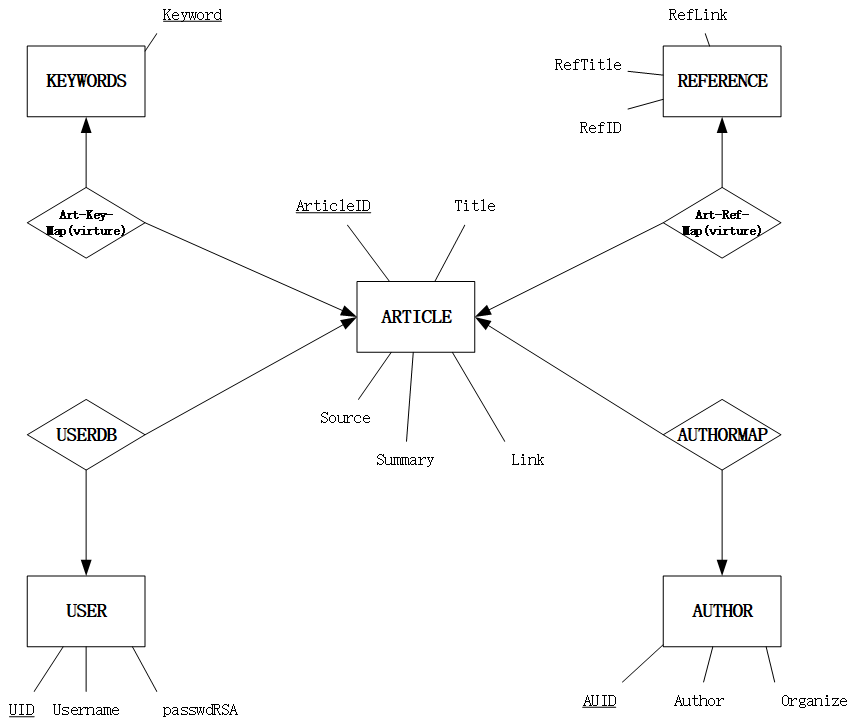 Keyword
RefLink
KEYWORDS
RefTitle
REFERENCE
RefID
Art-Key-
Map(virture)
ArticleID
Title
Art-Ref-
Map(virture)
ARTICLE
Source
Summary
Link
USERDB
AUTHORMAP
USER
AUTHOR
UID
Username
passwdRSA
AUID
Author
Organize